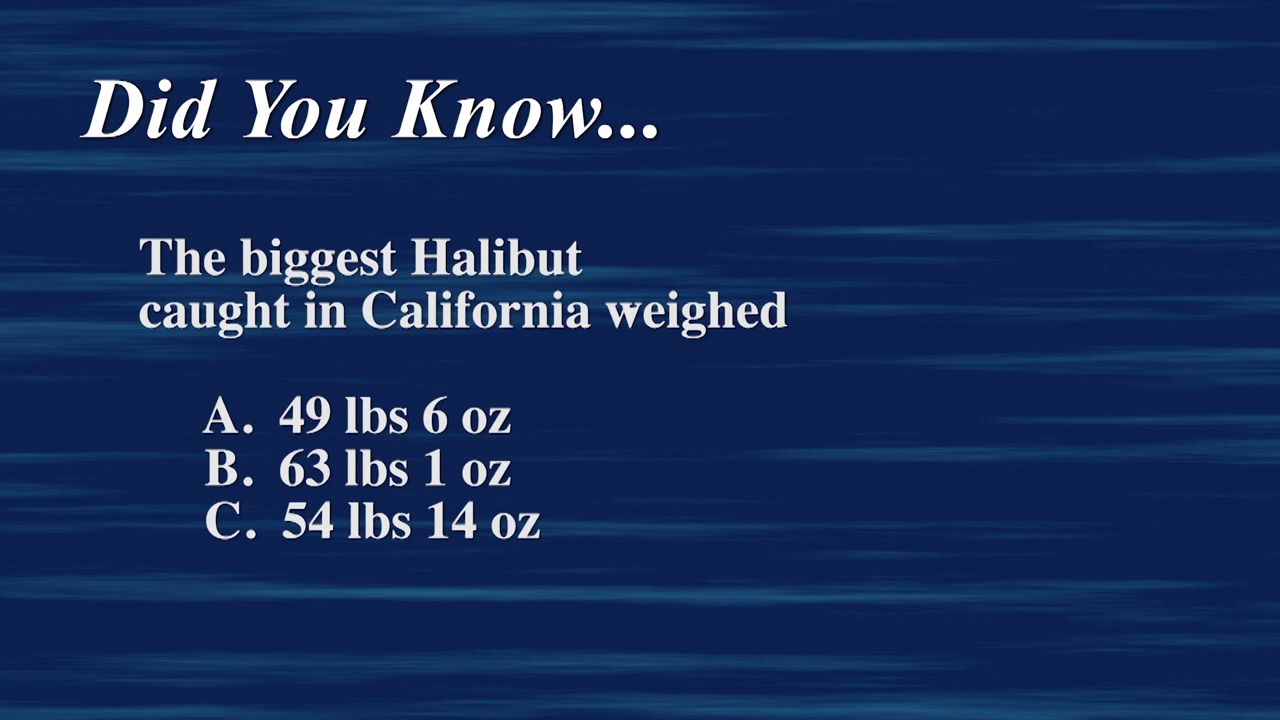 Did You Know...
The biggest Halibut
caught in California weighed
A. 49 lbs 6 oz
B. 63 lbs 1 oz
C. 54 lbs 14 oz